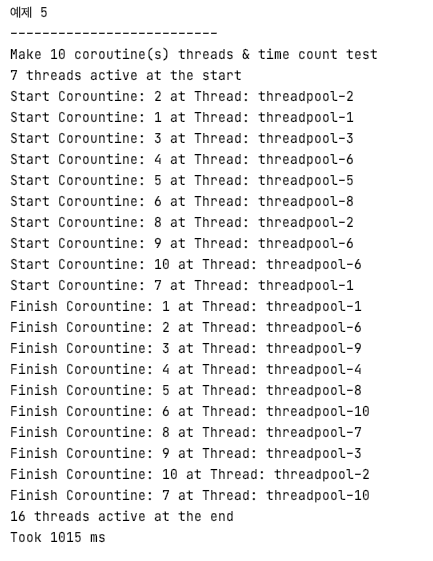 예제 5
--------------------------
Make 10 coroutine(s) threads & time count test
7 threads active at the start
Start Corountine: 2 at Thread: threadpool-2
Start Corountine: 1 at Thread: threadpool-1
Start Corountine: 3 at Thread: threadpool-3
Start Corountine: 4 at Thread: threadpool-6
Start Corountine: 5 at Thread: threadpool-5
Start Corountine: 6 at Thread: threadpool-8
Start Corountine: 8 at Thread: threadpool-2
Start Corountine: 9 at Thread: threadpool-6
Start Corountine: 10 at Thread: threadpool-6
Start Corountine: 7 at Thread: threadpool-1
Finish Corountine: 1 at Thread: threadpool-1
Finish Corountine: 2 at Thread: threadpool-6
Finish Corountine: 3 at Thread: threadpool-9
Finish Corountine: 4 at Thread: threadpool-4
Finish Corountine: 5 at Thread: threadpool-8
Finish Corountine: 6 at Thread: threadpool-10
Finish Corountine: 8 at Thread: threadpool-7
Finish Corountine: 9 at Thread: threadpool-3
Finish Corountine: 10 at Thread: threadpool-2
Finish Corountine: 7 at Thread: threadpool-10
16 threads active at the end
Took 1015 ms